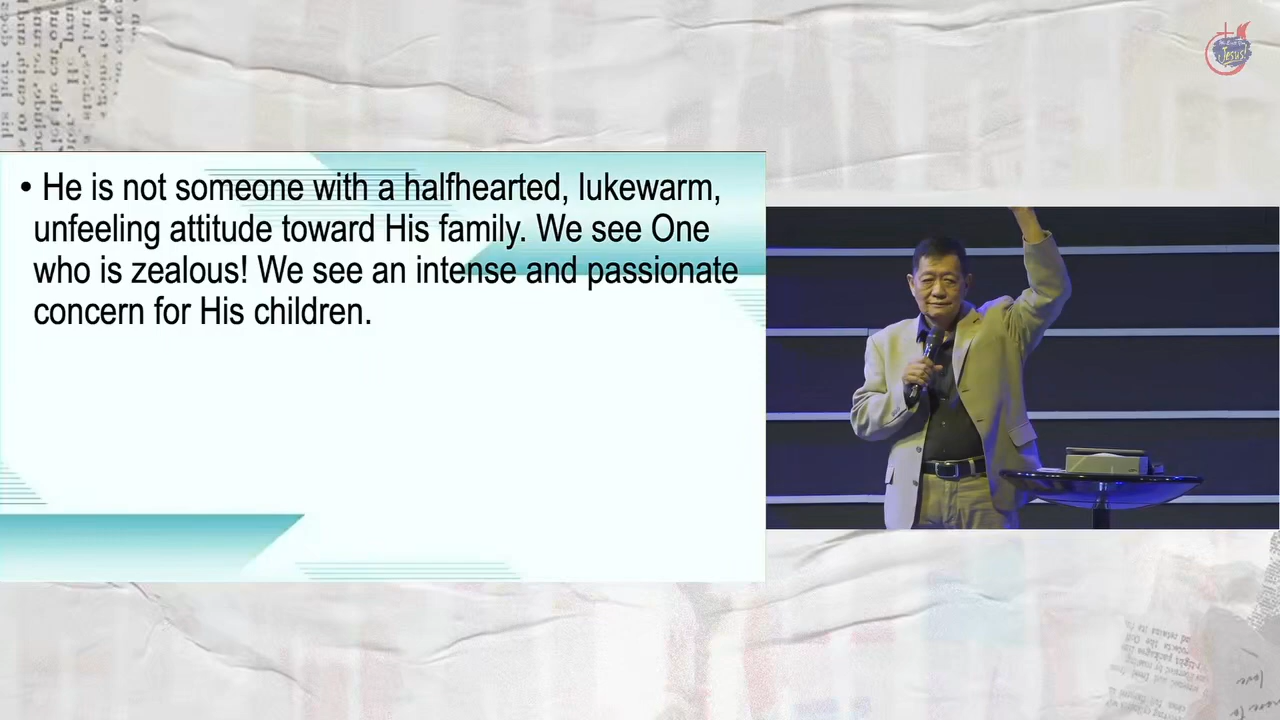 • He is not someone with a halfhearted, lukewarm,
unfeeling attitude toward His family. We see One
who is zealous! We see an intense and passionate
concern for His children.
Jesus!